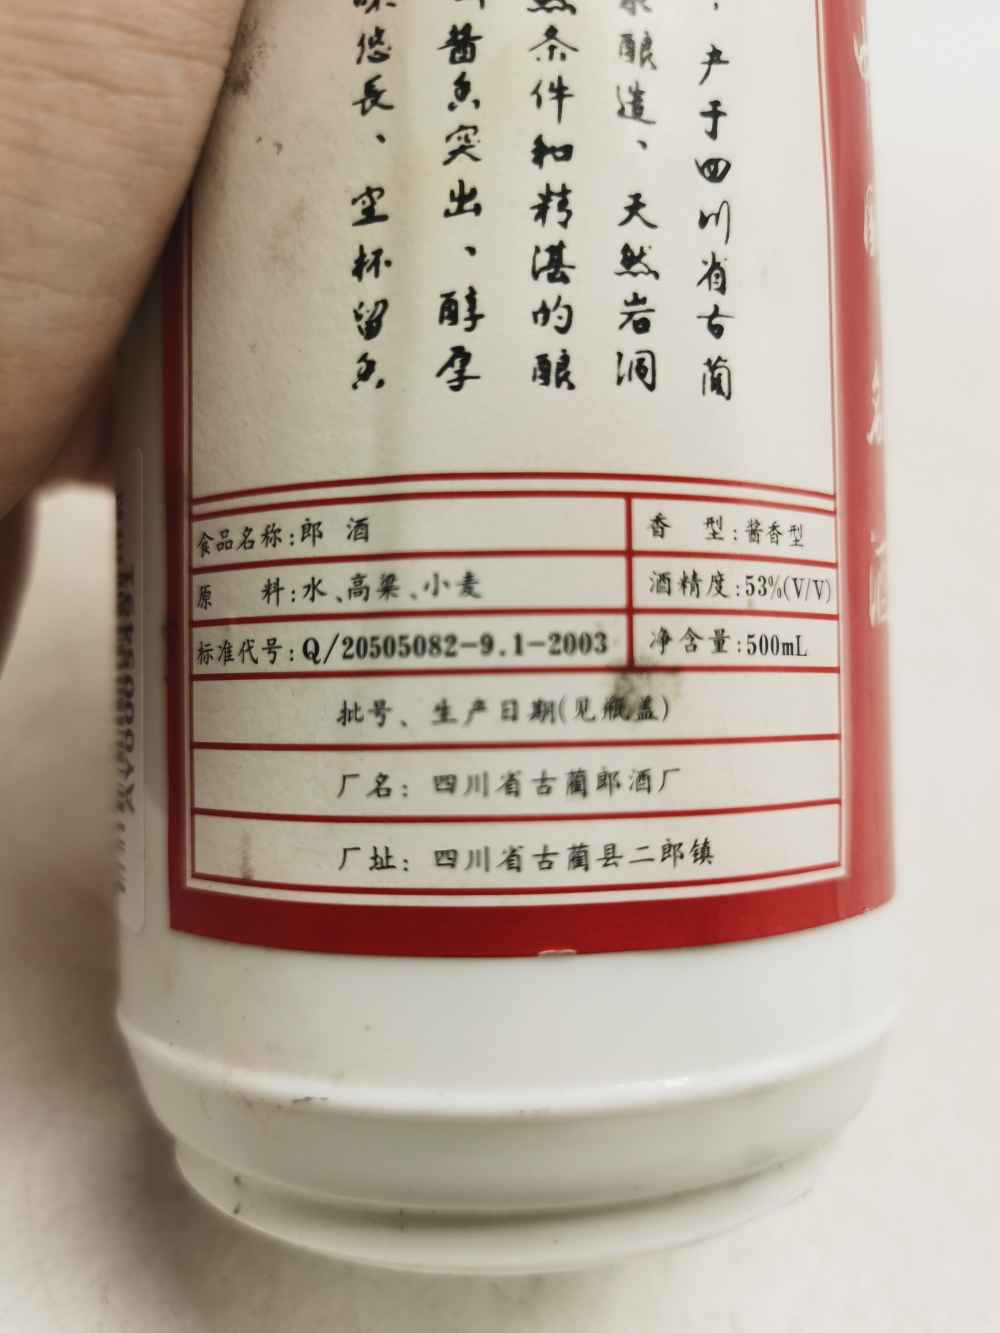 ，产于四川省古蔺
酿造、天然岩洞
然条件和精湛的酿
酱香突出、醇厚
味悠長、空杯留香
食品名称：郎 酒
香 型：酱香型
原 料：水、高粱、小麦
酒精度：53%(V/V)
标准代号：Q/20505082-9.1-2003
净含量：500mL
批号、生产日期(见瓶盖)
厂名：四川省古蔺郎酒厂
厂址：四川省古蔺县二郎镇
名酒